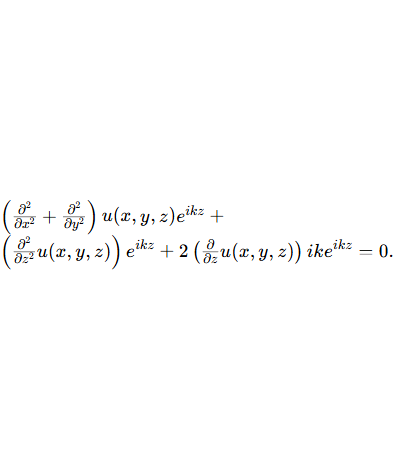 $\left(\frac{\partial^2}{\partial x^2} + \frac{\partial^2}{\partial y^2}\right) u(x,y,z)e^{ikz} +$
$\left(\frac{\partial^2}{\partial z^2} u(x,y,z)\right) e^{ikz} + 2\left(\frac{\partial}{\partial z} u(x,y,z)\right) ike^{ikz} = 0.$